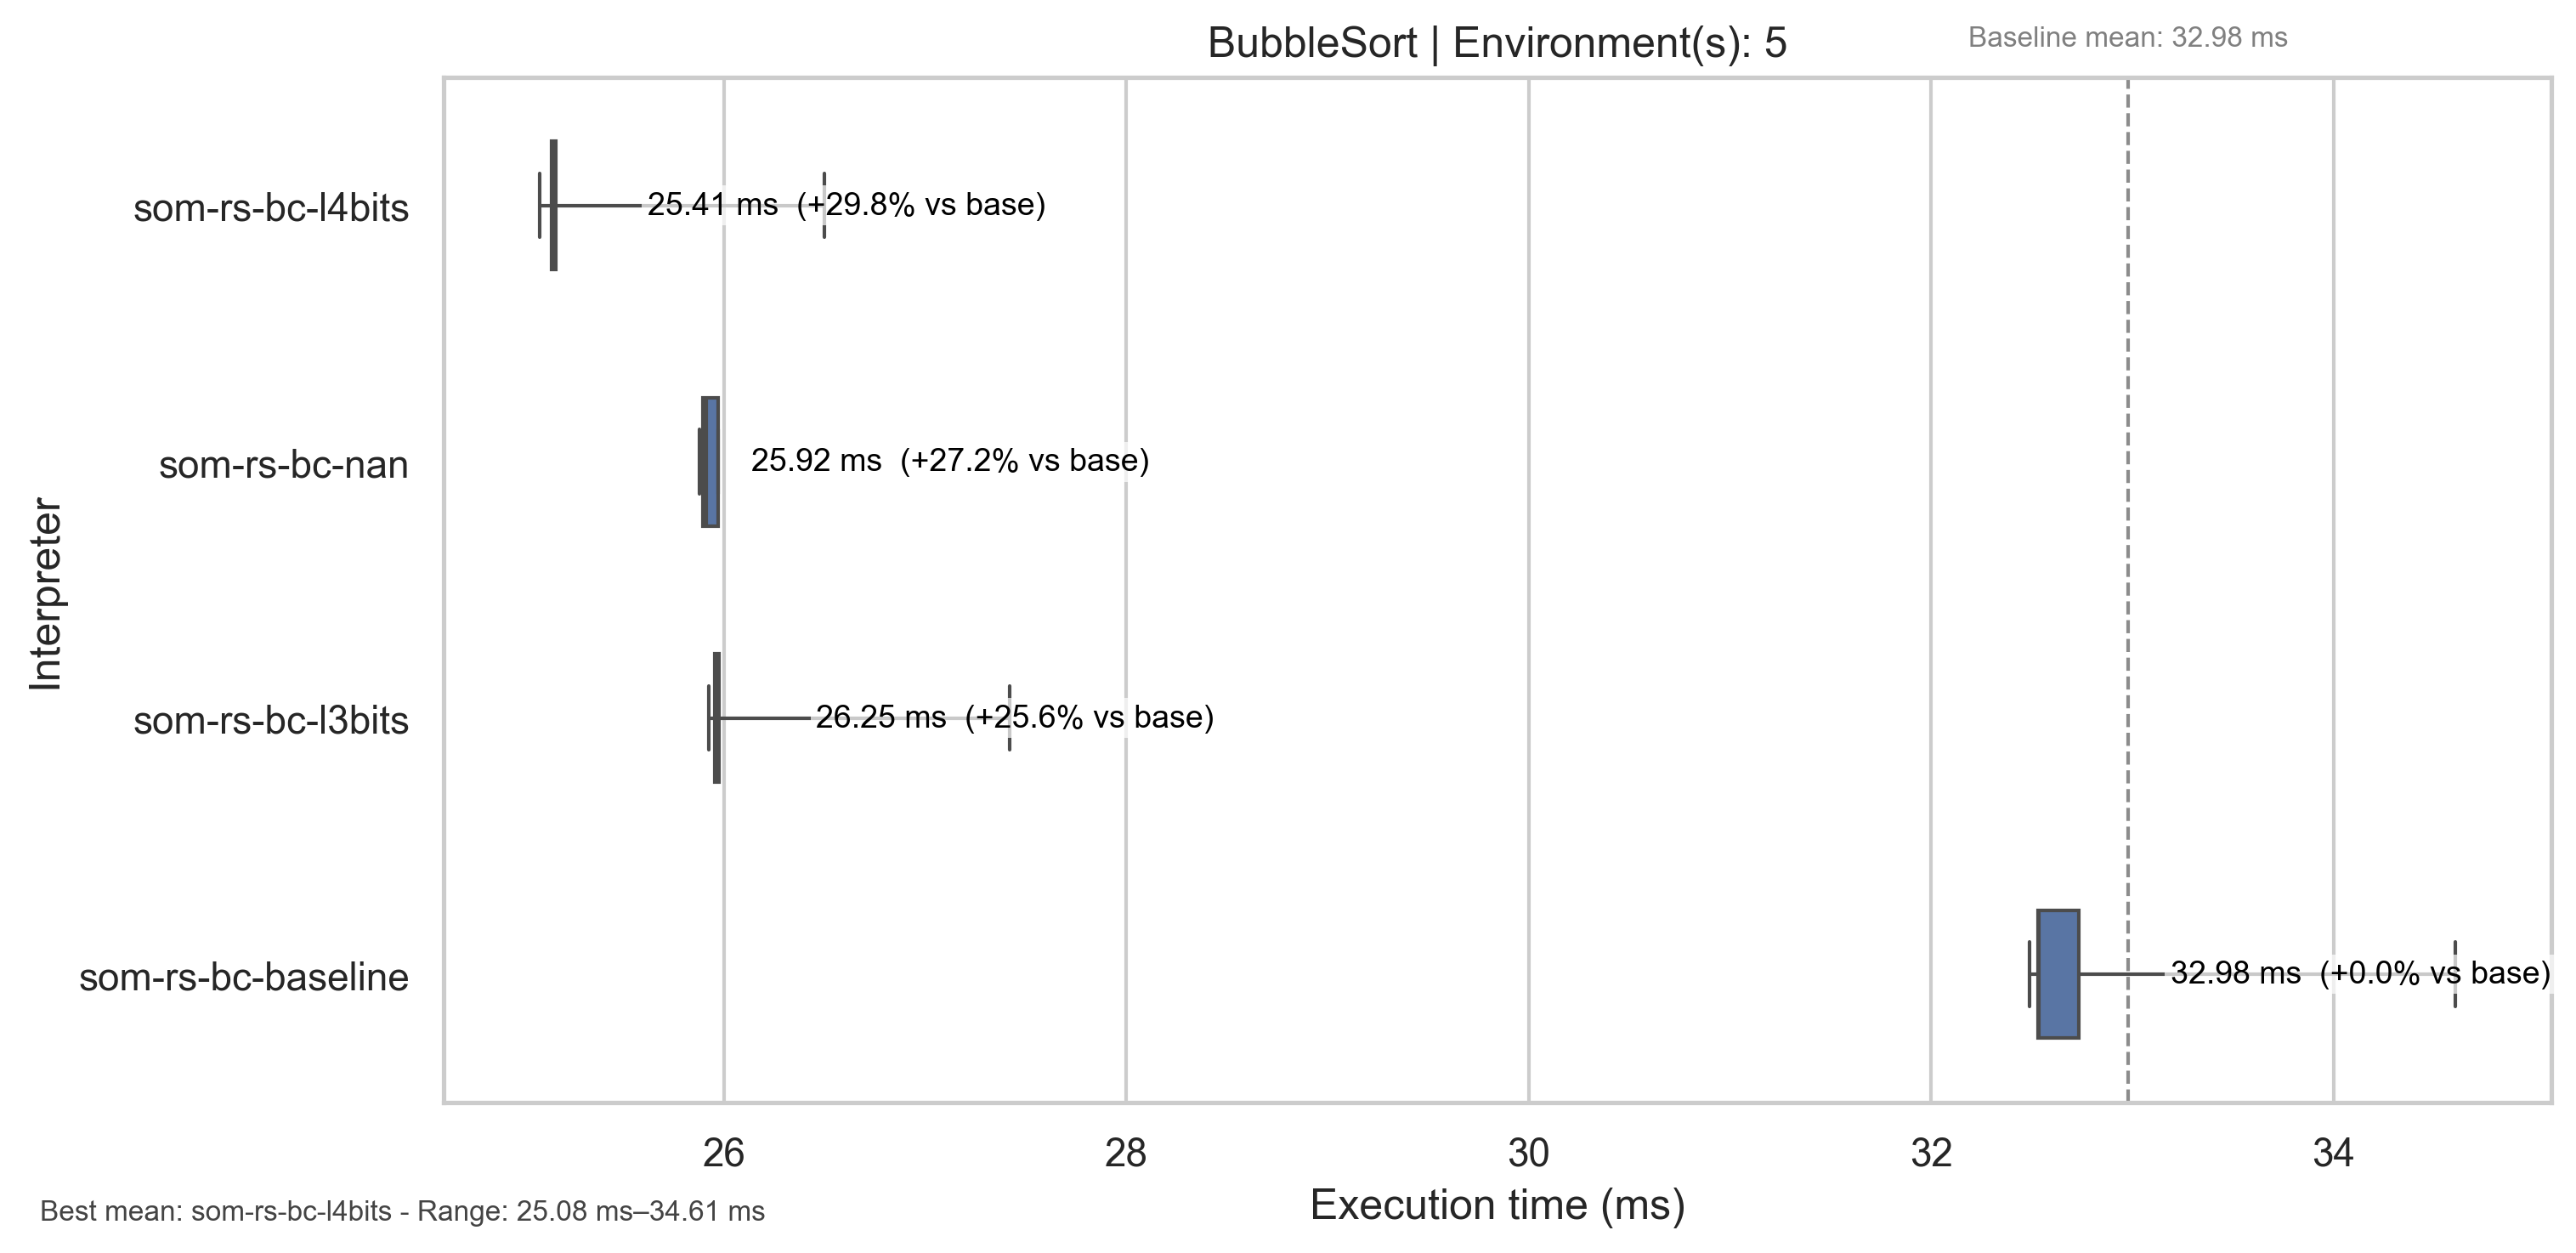 BubbleSort | Environment(s): 5
Baseline mean: 32.98 ms
Interpreter
som-rs-bc-l4bits
25.41 ms  (+29.8% vs base)
som-rs-bc-nan
25.92 ms  (+27.2% vs base)
som-rs-bc-l3bits
26.25 ms  (+25.6% vs base)
som-rs-bc-baseline
32.98 ms  (+0.0% vs base)
26 28 30 32 34
Execution time (ms)
Best mean: som-rs-bc-l4bits - Range: 25.08 ms–34.61 ms